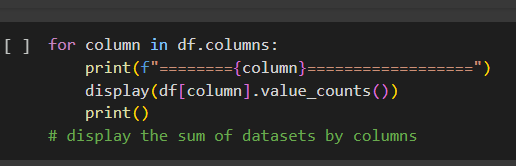 [ ] for column in df.columns:
print(f"========{column}==================")
display(df[column].value_counts())
print()
# display the sum of datasets by columns